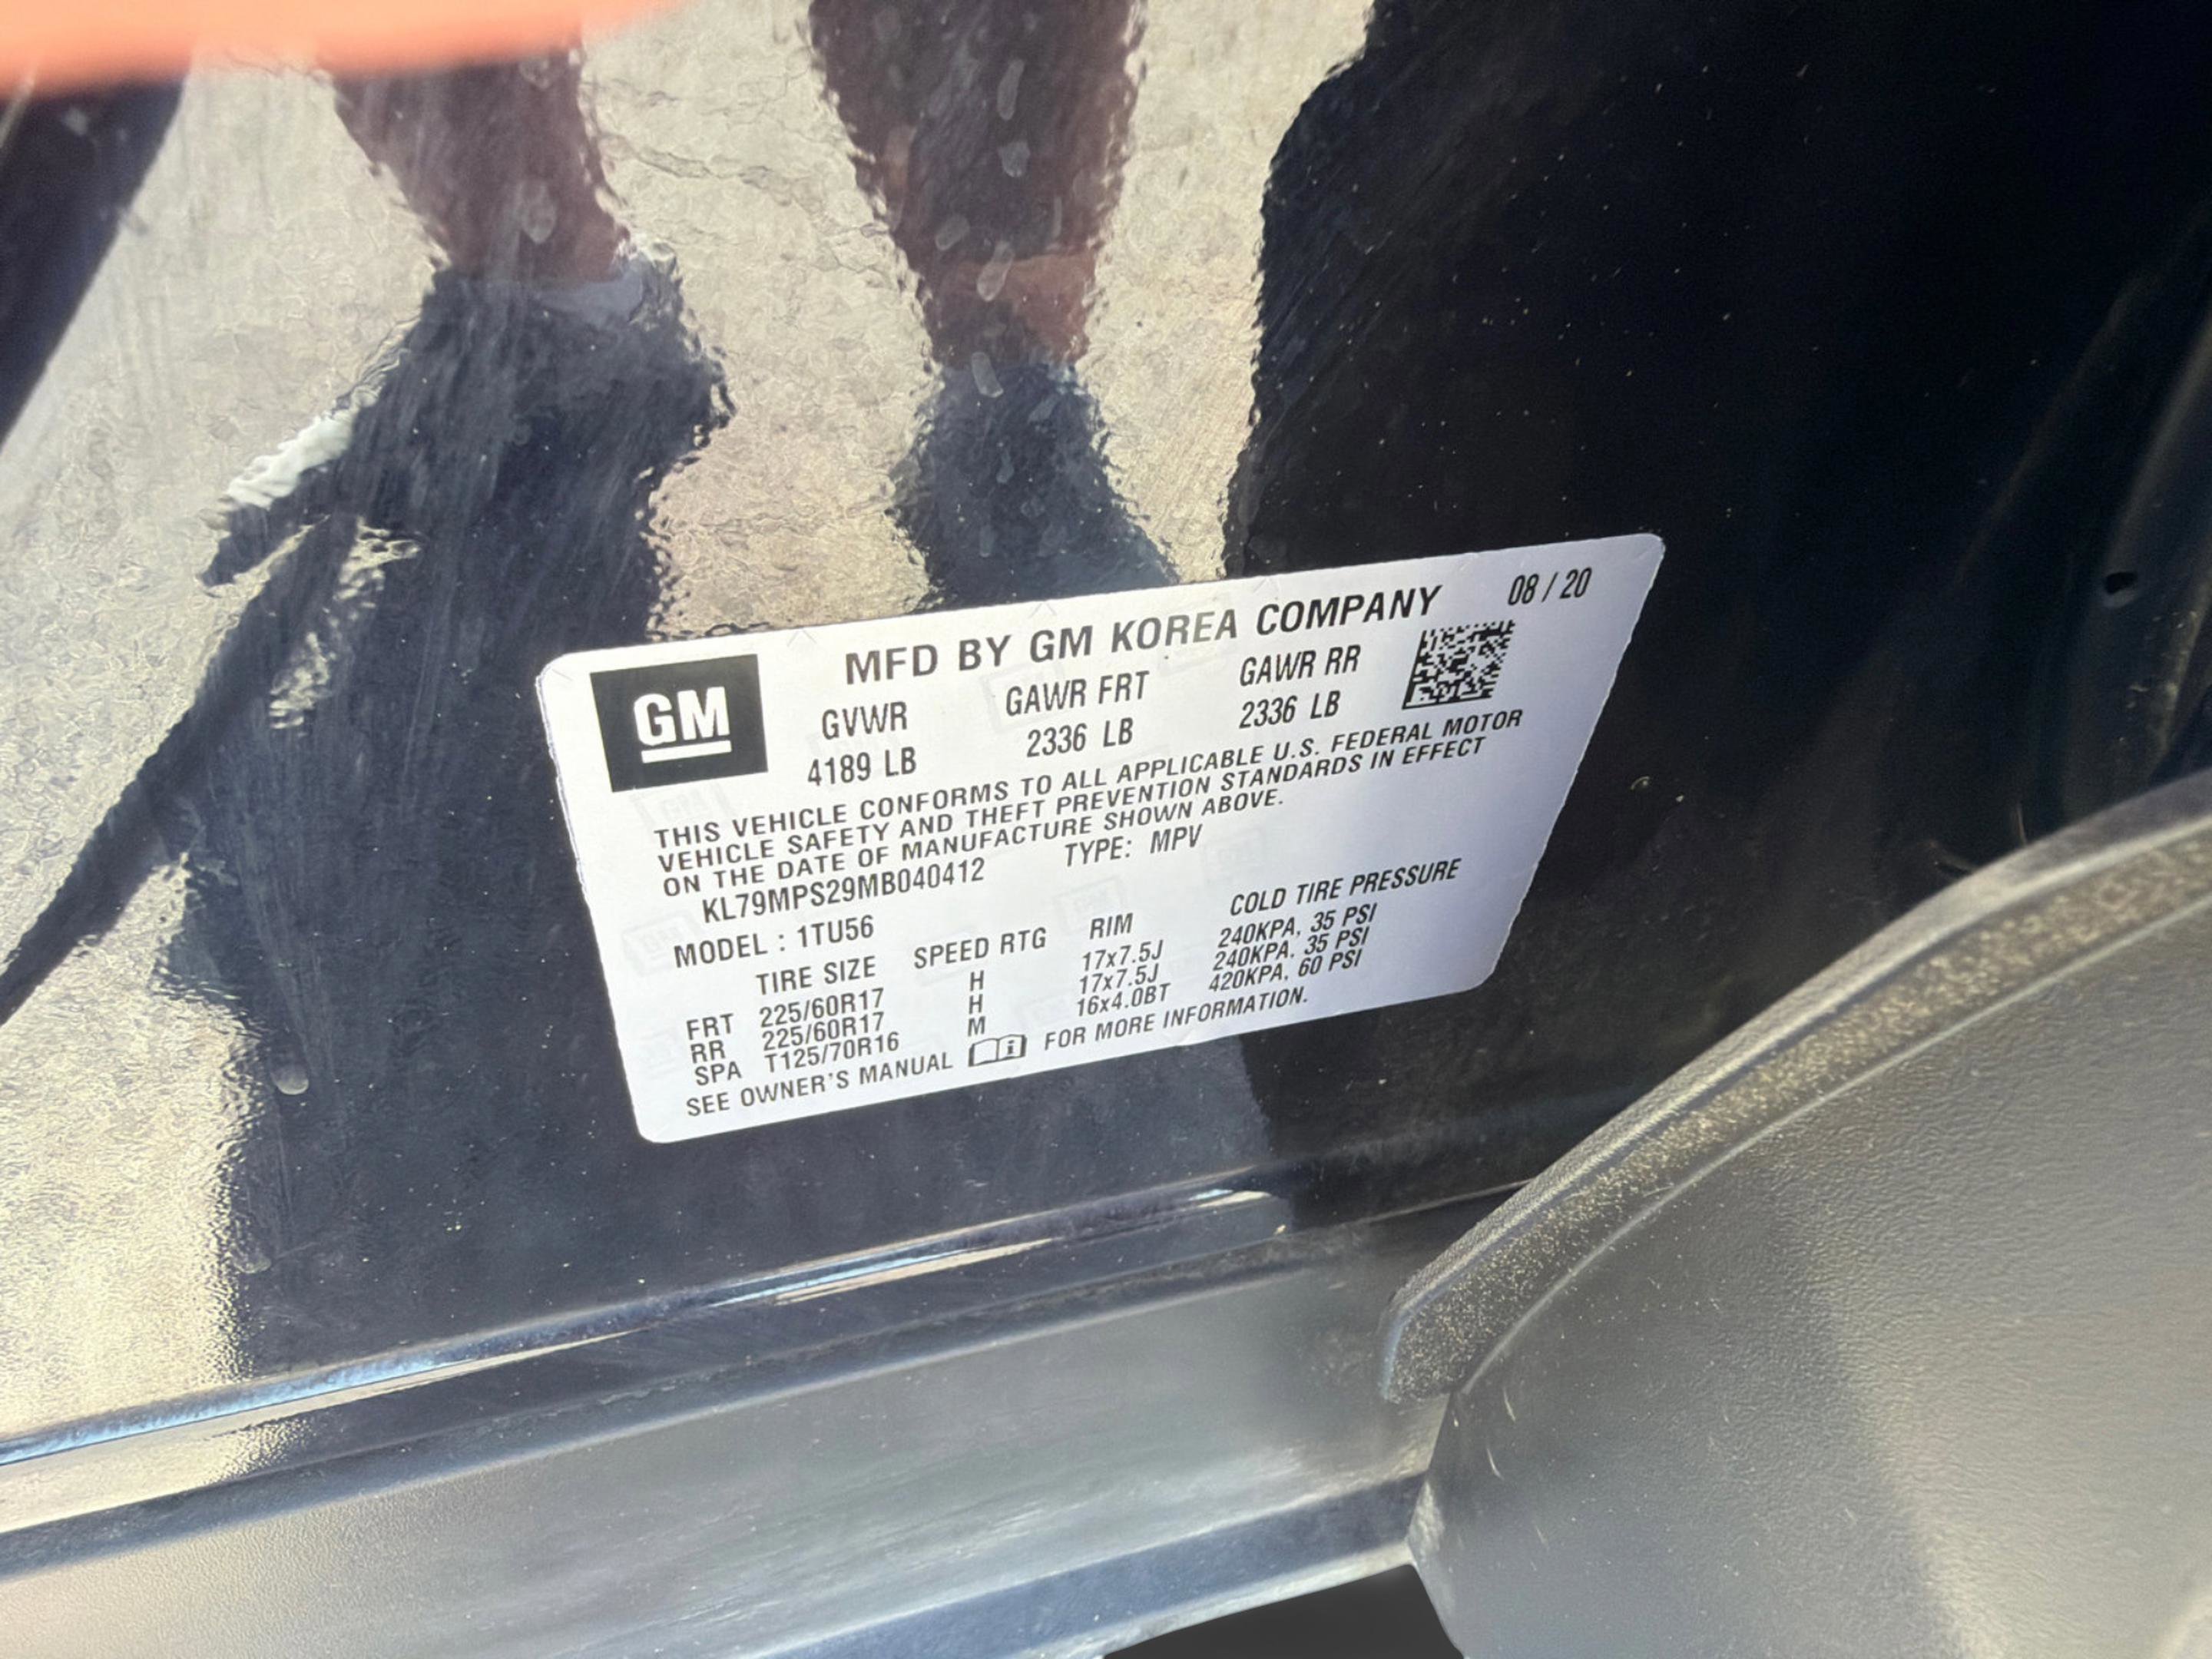 MFD BY GM KOREA COMPANY 08 / 20
GM
GVWR GAWR FRT GAWR RR
4189 LB 2336 LB 2336 LB
THIS VEHICLE CONFORMS TO ALL APPLICABLE U.S. FEDERAL MOTOR
VEHICLE SAFETY AND THEFT PREVENTION STANDARDS IN EFFECT
ON THE DATE OF MANUFACTURE SHOWN ABOVE.
KL79MPS29MB040412 TYPE: MPV
MODEL : 1TU56
TIRE SIZE SPEED RTG RIM COLD TIRE PRESSURE
FRT 225/60R17 H 17x7.5J 240KPA, 35 PSI
RR 225/60R17 H 17x7.5J 240KPA, 35 PSI
SPA T125/70R16 M 16x4.0BT 420KPA, 60 PSI
SEE OWNER'S MANUAL FOR MORE INFORMATION.